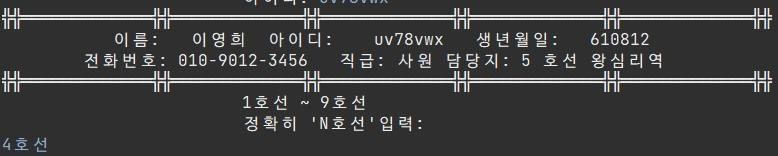 이름: 이영희 아이디: uv78vwx 생년월일: 610812
전화번호: 010-9012-3456 직급: 사원 담당지: 5 호선 왕심리역
1호선 ~ 9호선
정확히 'N호선'입력:
4호선